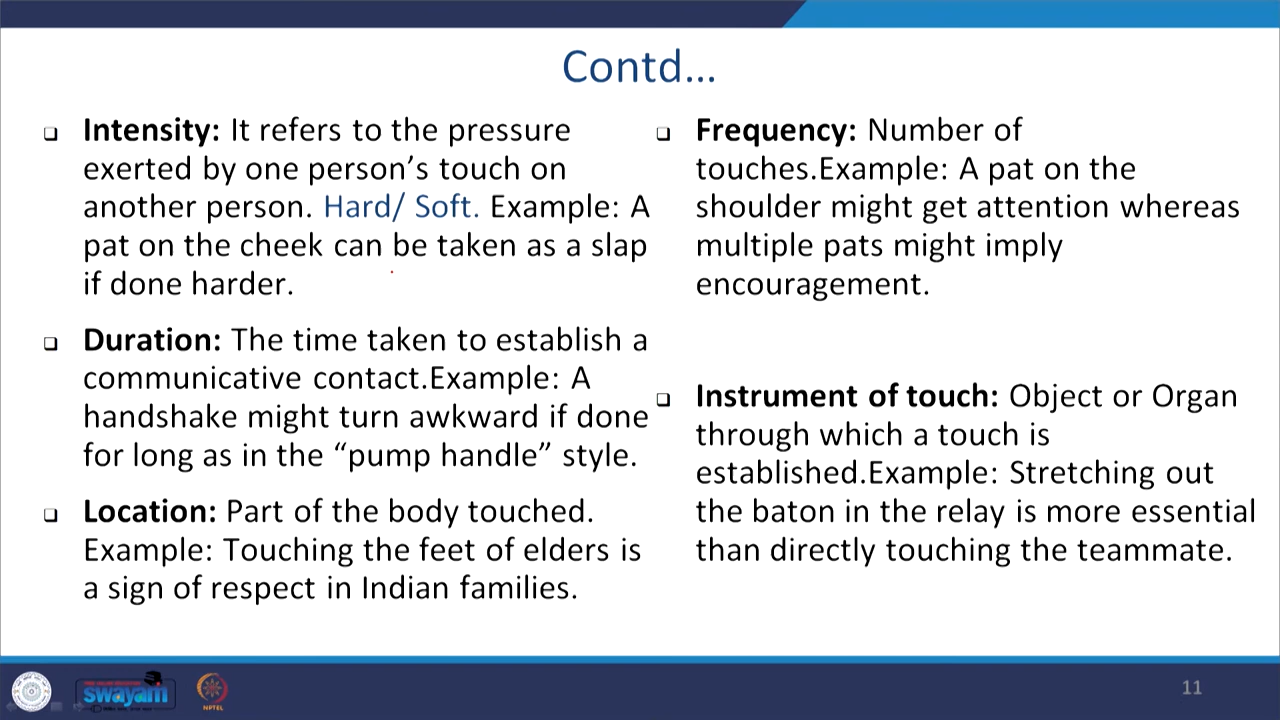 Contd…
❑ Intensity: It refers to the pressure
exerted by one person’s touch on
another person. Hard/ Soft. Example: A
pat on the cheek can be taken as a slap
if done harder.
❑ Duration: The time taken to establish a
communicative contact.Example: A
handshake might turn awkward if done
for long as in the “pump handle” style.
❑ Location: Part of the body touched.
Example: Touching the feet of elders is
a sign of respect in Indian families.
❑ Frequency: Number of
touches.Example: A pat on the
shoulder might get attention whereas
multiple pats might imply
encouragement.
❑ Instrument of touch: Object or Organ
through which a touch is
established.Example: Stretching out
the baton in the relay is more essential
than directly touching the teammate.
swayam
NPTEL
11